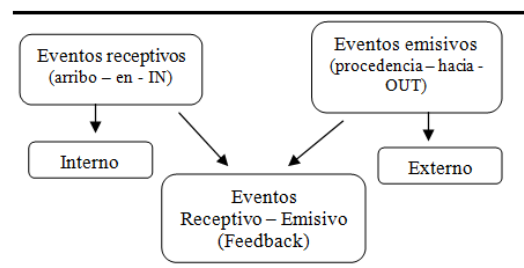 Eventos receptivos
(arribo – en - IN)
Eventos emisivos
(procedencia – hacia -
OUT)
Interno
Externo
Eventos
Receptivo – Emisivo
(Feedback)